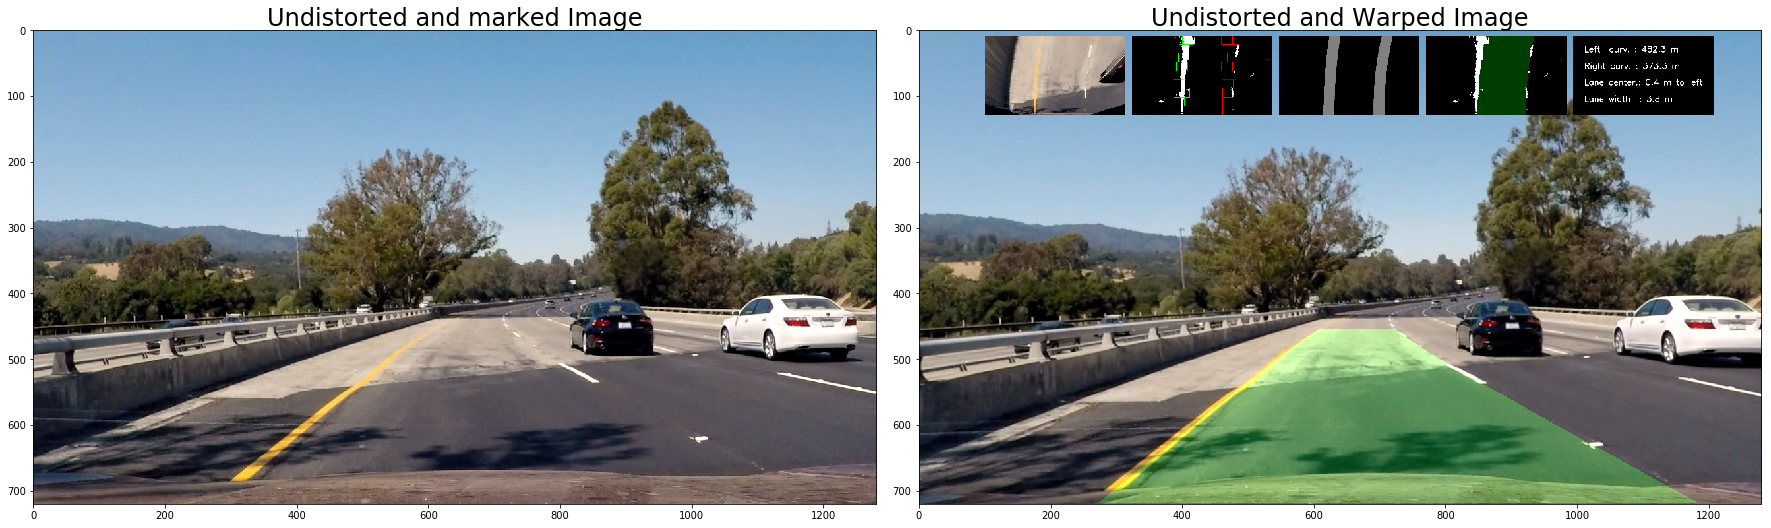 Undistorted and marked Image
0
100
200
300
400
500
600
700
0 200 400 600 800 1000 1200
Undistorted and Warped Image
0
100
200
300
400
500
600
700
Left curv. : 492.3 m
Right curv. : 373.3 m
Lane center.: 0.4 m to left
Lane width : 3.8 m
0 200 400 600 800 1000 1200